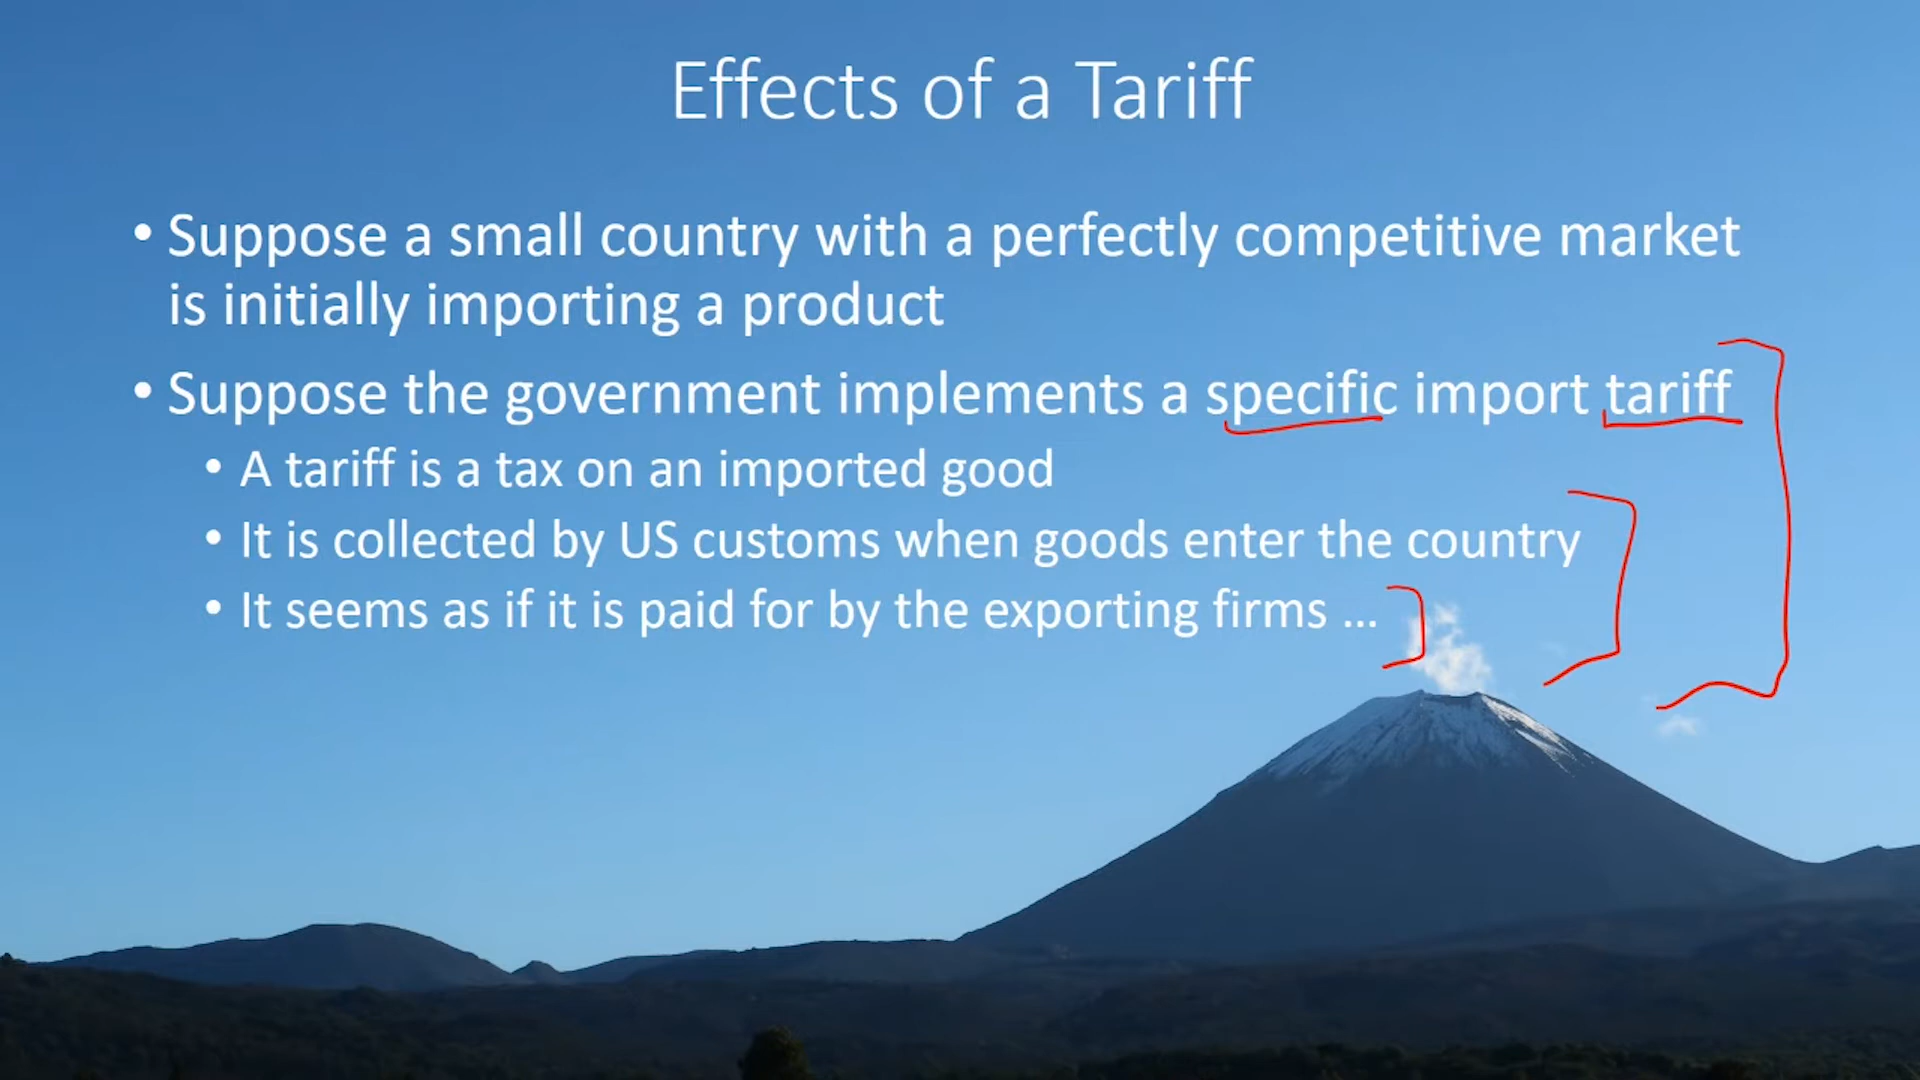 Effects of a Tariff
• Suppose a small country with a perfectly competitive market
is initially importing a product
• Suppose the government implements a specific import tariff
• A tariff is a tax on an imported good
• It is collected by US customs when goods enter the country
• It seems as if it is paid for by the exporting firms ...